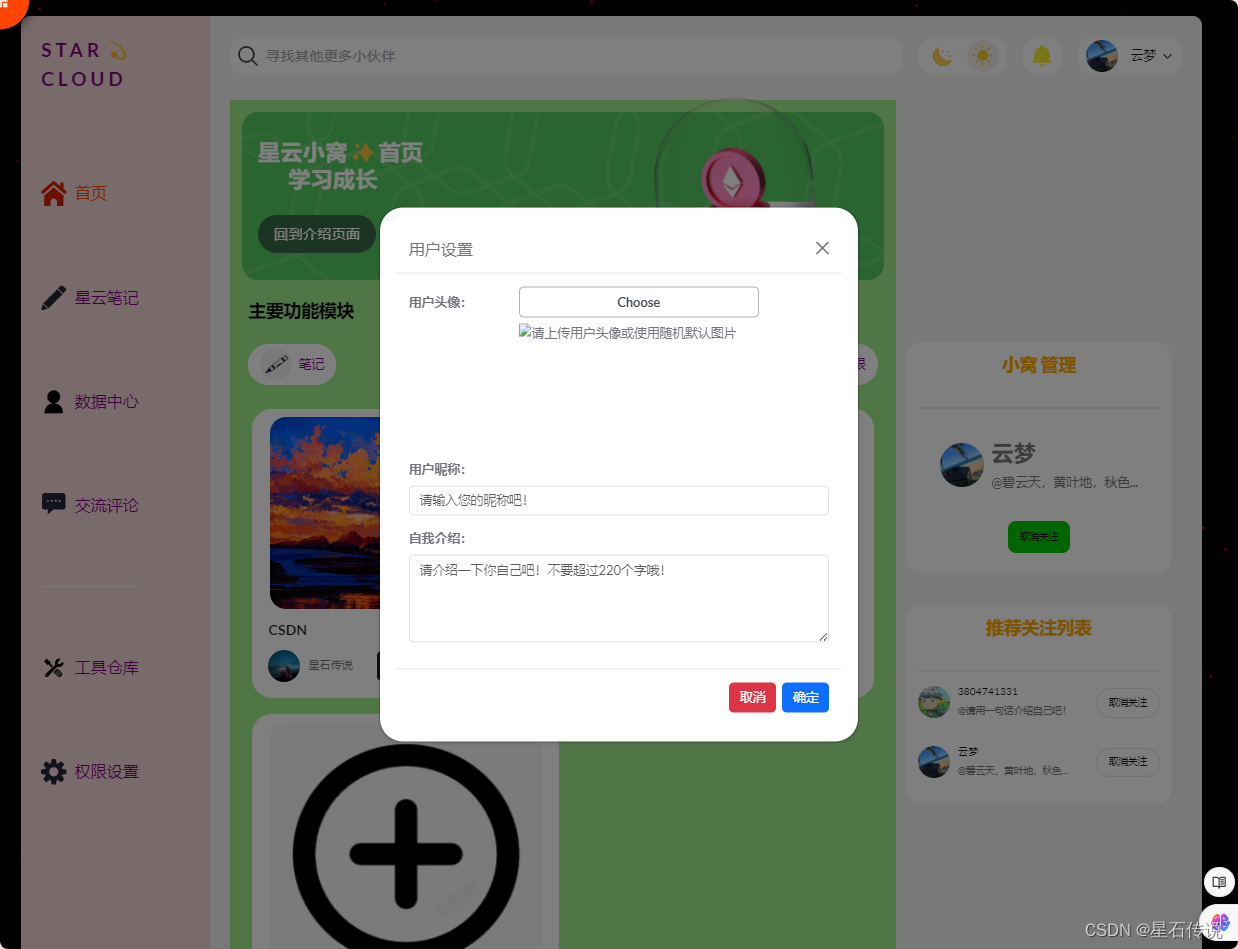 STAR
CLOUD
寻找其他更多小伙伴
云梦
首页
星云笔记
数据中心
交流评论
工具仓库
权限设置
星云小窝✨首页
学习成长
回到介绍页面
主要功能模块
笔记
CSDN
星石传说
用户设置
用户头像:
Choose
请上传用户头像或使用随机默认图片
用户昵称:
请输入您的昵称吧!
自我介绍:
请介绍一下你自己吧! 不要超过220个字哦!
取消
确定
小窝 管理
云梦
@碧云天，黄叶地，秋色...
取消关注
推荐关注列表
3804741331
@请用一句话介绍自己吧!
取消关注
云梦
@碧云天，黄叶地，秋色...
取消关注
CSDN @星石传说